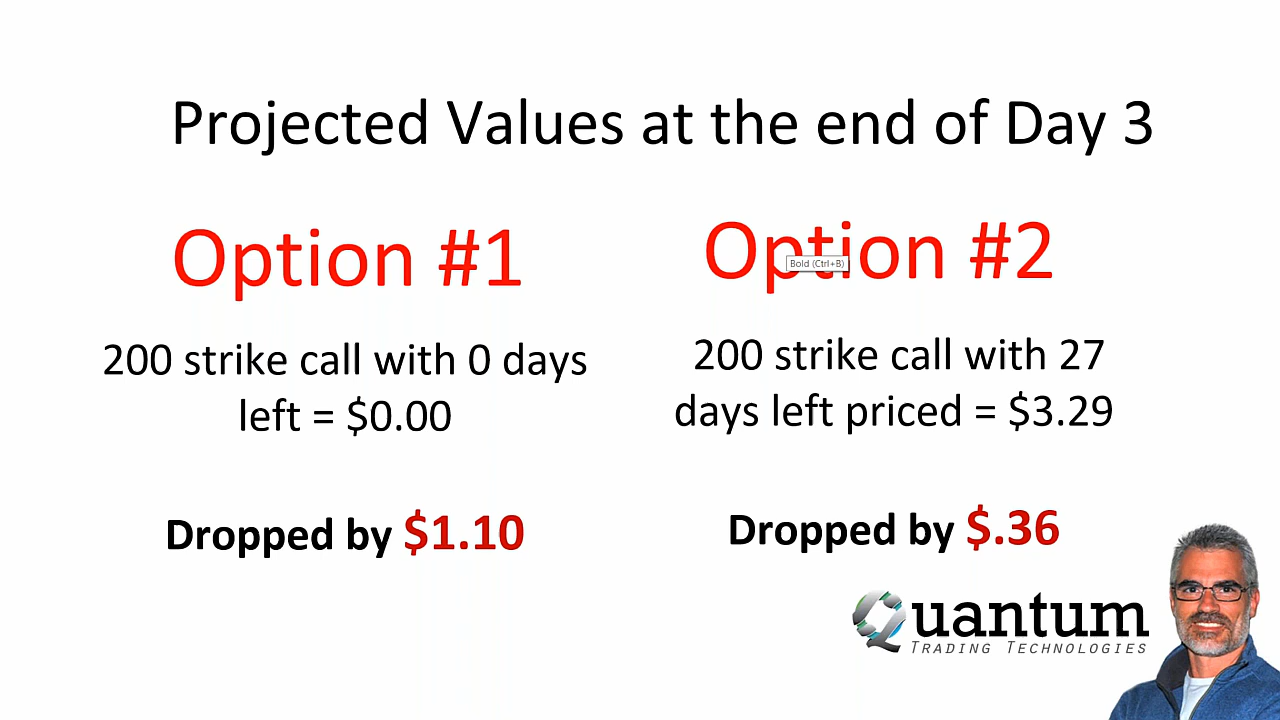 Projected Values at the end of Day 3
Option #1
200 strike call with 0 days
left = $0.00
Dropped by $1.10
Option #2
Bold (Ctrl+B)
200 strike call with 27
days left priced = $3.29
Dropped by $.36
Quantum
TRADING TECHNOLOGIES